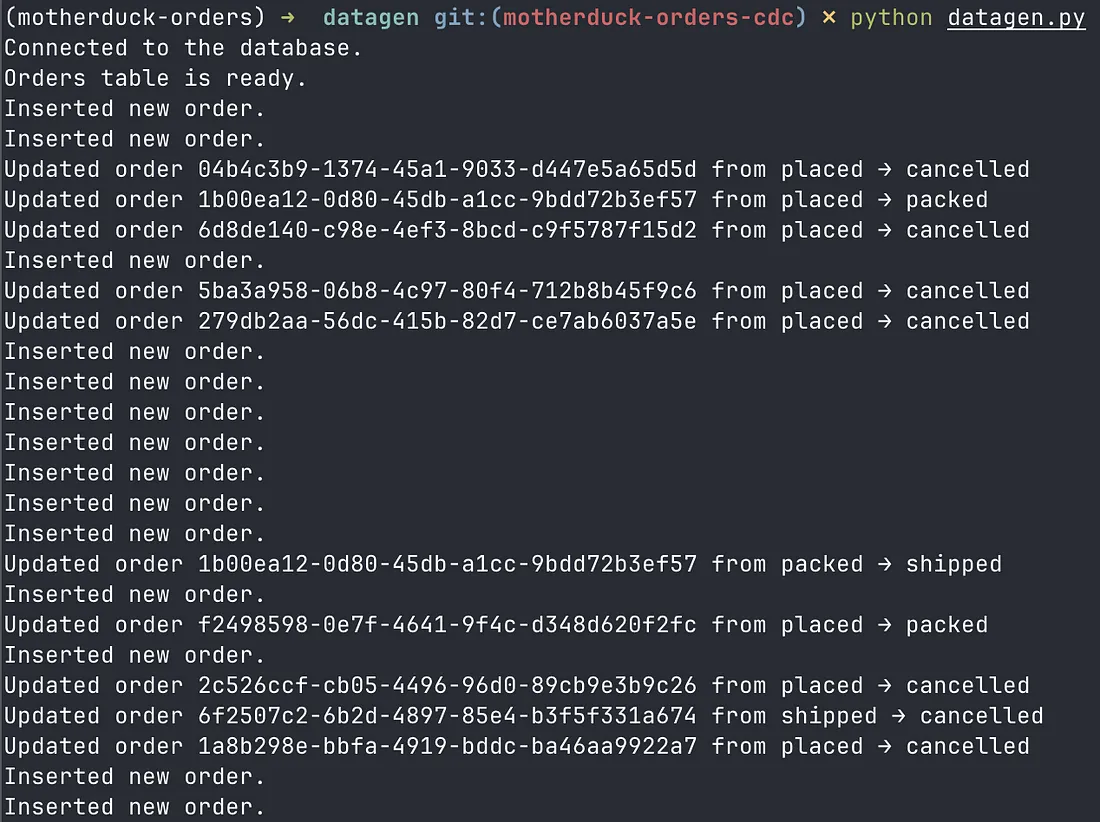 (motherduck-orders) → datagen git:(motherduck-orders-cdc) × python datagen.py
Connected to the database.
Orders table is ready.
Inserted new order.
Inserted new order.
Updated order 04b4c3b9-1374-45a1-9033-d447e5a65d5d from placed → cancelled
Updated order 1b00ea12-0d80-45db-a1cc-9bdd72b3ef57 from placed → packed
Updated order 6d8de140-c98e-4ef3-8bcd-c9f5787f15d2 from placed → cancelled
Inserted new order.
Updated order 5ba3a958-06b8-4c97-80f4-712b8b45f9c6 from placed → cancelled
Updated order 279db2aa-56dc-415b-82d7-ce7ab6037a5e from placed → cancelled
Inserted new order.
Inserted new order.
Inserted new order.
Inserted new order.
Inserted new order.
Inserted new order.
Inserted new order.
Updated order 1b00ea12-0d80-45db-a1cc-9bdd72b3ef57 from packed → shipped
Inserted new order.
Updated order f2498598-0e7f-4641-9f4c-d348d620f2fc from placed → packed
Inserted new order.
Updated order 2c526ccf-cb05-4496-96d0-89cb9e3b9c26 from placed → cancelled
Updated order 6f2507c2-6b2d-4897-85e4-b3f5f331a674 from shipped → cancelled
Updated order 1a8b298e-bbfa-4919-bddc-ba46aa9922a7 from placed → cancelled
Inserted new order.
Inserted new order.